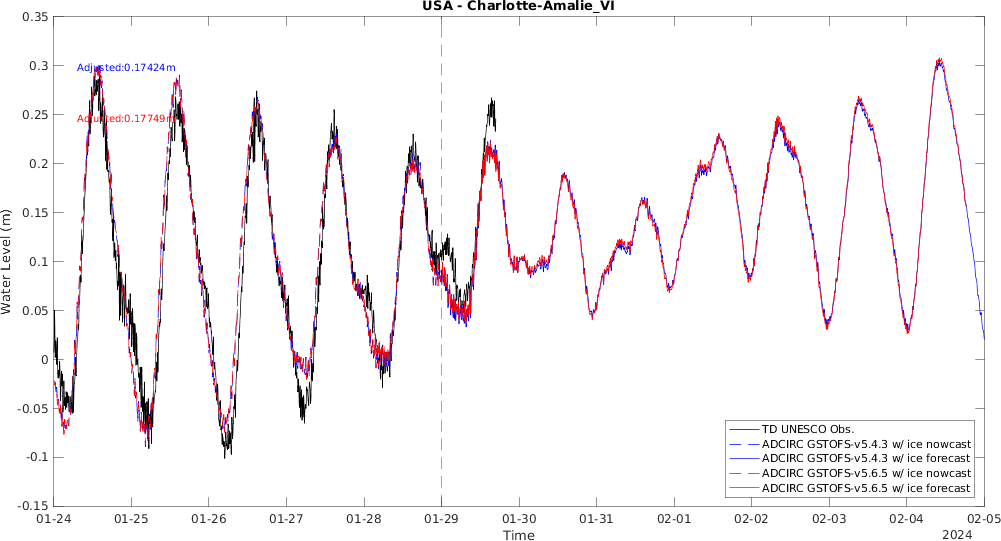 USA - Charlotte-Amalie_VI
0.35
0.3
0.25
0.2
0.15
0.1
0.05
0
-0.05
-0.1
-0.15
Water Level (m)
Adjusted:0.17424m
Adjusted:0.17749m
TD UNESCO Obs.
ADCIRC GSTOFS-v5.4.3 w/ ice nowcast
ADCIRC GSTOFS-v5.4.3 w/ ice forecast
ADCIRC GSTOFS-v5.6.5 w/ ice nowcast
ADCIRC GSTOFS-v5.6.5 w/ ice forecast
01-24 01-25 01-26 01-27 01-28 01-29 01-30 01-31 02-01 02-02 02-03 02-04 02-05
Time
2024